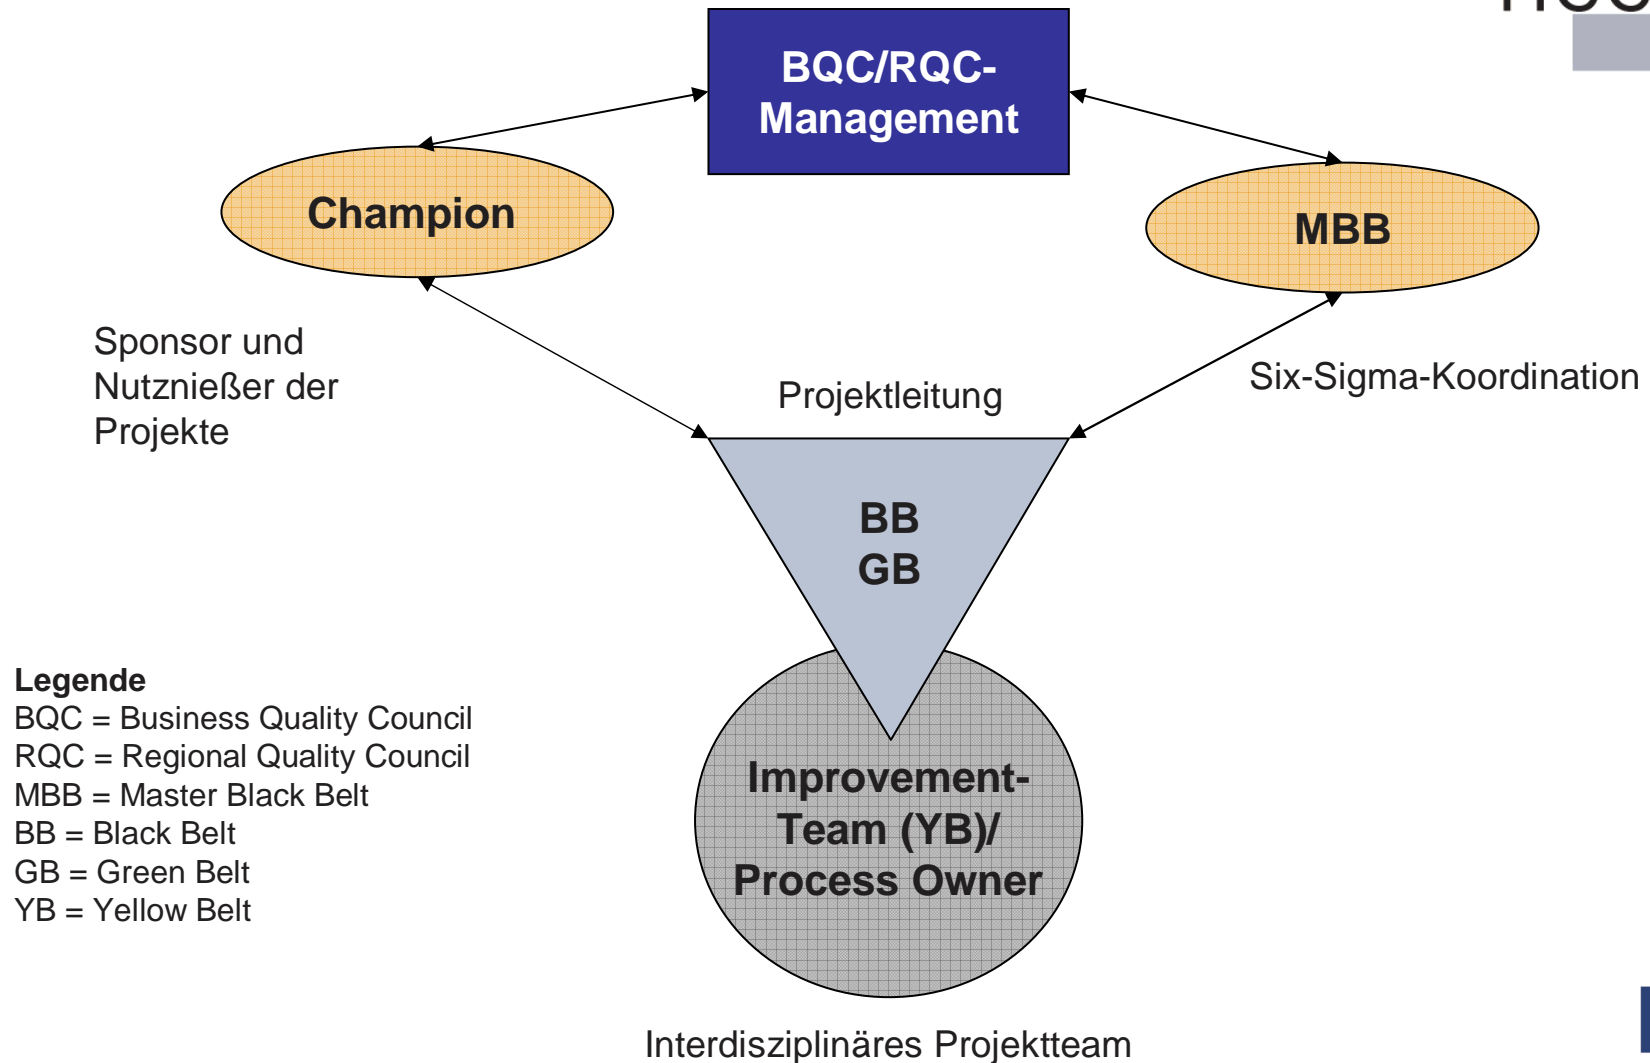 BQC/RQC-
Management
Champion
MBB
Sponsor und
Nutznießer der
Projekte
Projektleitung
Six-Sigma-Koordination
BB
GB
Legende
BQC = Business Quality Council
RQC = Regional Quality Council
MBB = Master Black Belt
BB = Black Belt
GB = Green Belt
YB = Yellow Belt
Improvement-
Team (YB)/
Process Owner
Interdisziplinäres Projektteam